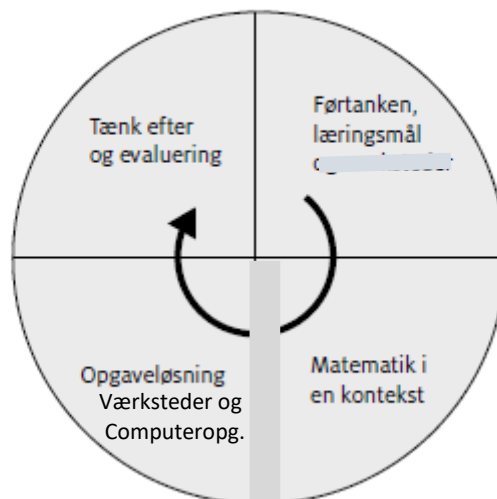 Tænk efter
og evaluering
Førtanken,
læringsmål
Matematik i
en kontekst
Opgaveløsning
Værksteder og
Computeropg.